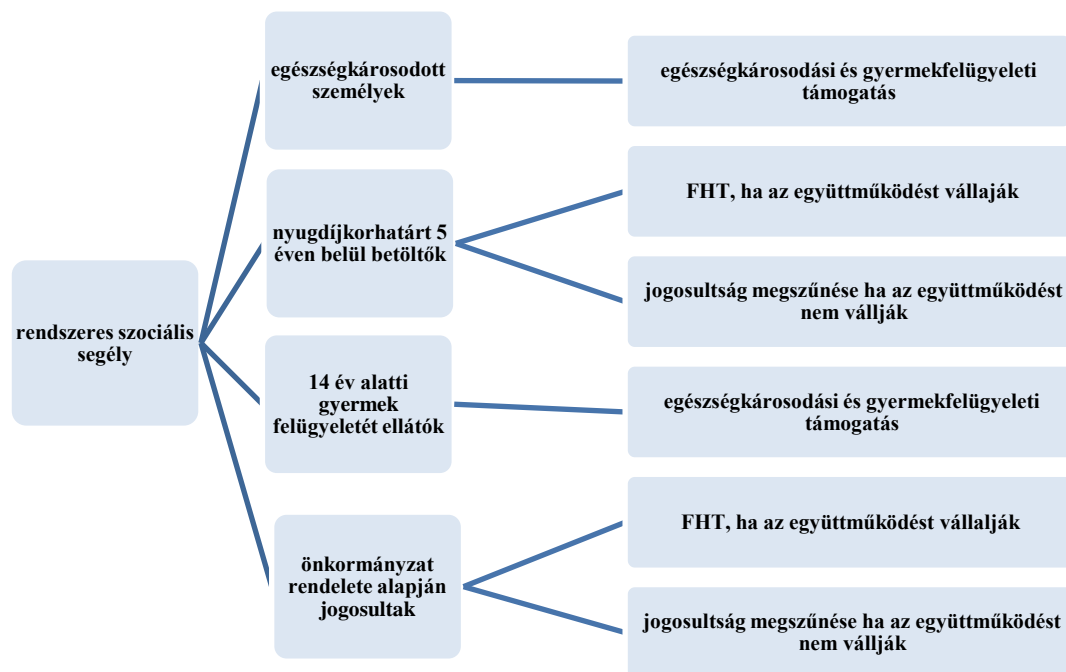 rendszeres szociális
segély
egészségkárosodott
személyek
egészségkárosodási és gyermekfelügyeleti
támogatás
nyugdíjkorhatárt 5
éven belül betöltők
FHT, ha az együttműködést vállaják
jogosultság megszűnése ha az együttműködést
nem vállják
14 év alatti
gyermek
felügyeletét ellátók
egészségkárosodási és gyermekfelügyeleti
támogatás
önkormányzat
rendelete alapján
jogosultak
FHT, ha az együttműködést vállalják
jogosultság megszűnése ha az együttműködést
nem vállják